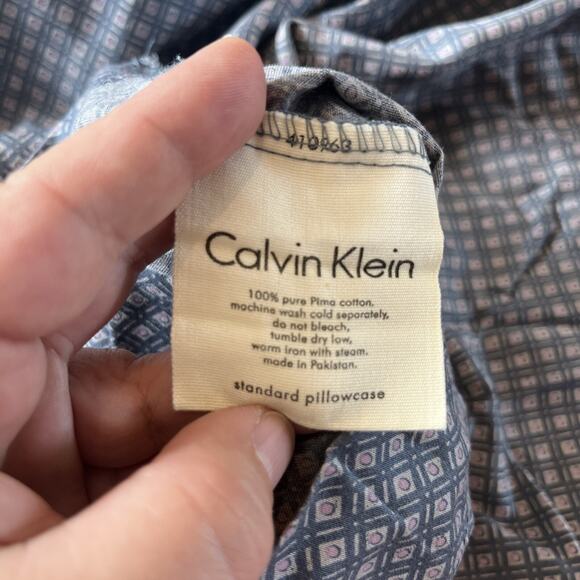 Calvin Klein
100% pure Pima cotton.
machine wash cold separately,
do not bleach,
tumble dry low,
warm iron with steam.
made in Pakistan.
standard pillowcase